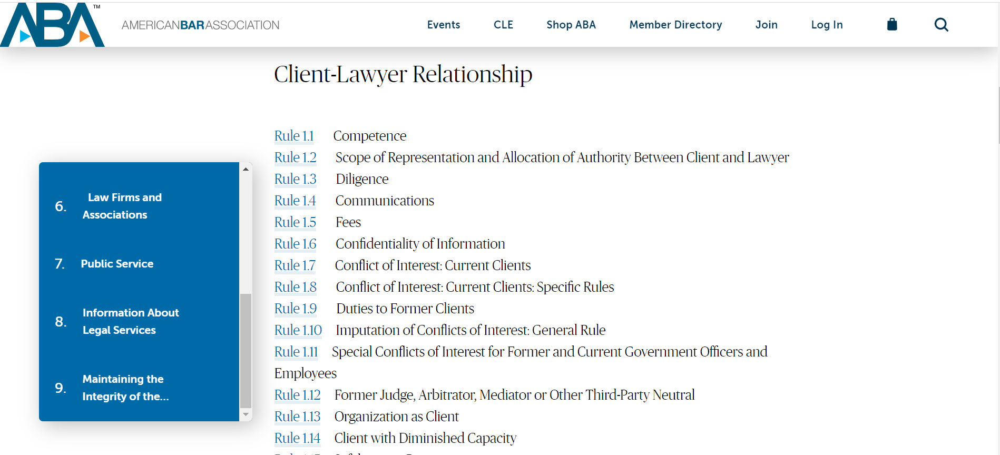 ABA™
AMERICANBARASSOCIATION
Events CLE Shop ABA Member Directory Join Log In
Client-Lawyer Relationship
6. Law Firms and
Associations
7. Public Service
8. Information About
Legal Services
9. Maintaining the
Integrity of the...
Rule 1.1 Competence
Rule 1.2 Scope of Representation and Allocation of Authority Between Client and Lawyer
Rule 1.3 Diligence
Rule 1.4 Communications
Rule 1.5 Fees
Rule 1.6 Confidentiality of Information
Rule 1.7 Conflict of Interest: Current Clients
Rule 1.8 Conflict of Interest: Current Clients: Specific Rules
Rule 1.9 Duties to Former Clients
Rule 1.10 Imputation of Conflicts of Interest: General Rule
Rule 1.11 Special Conflicts of Interest for Former and Current Government Officers and
Employees
Rule 1.12 Former Judge, Arbitrator, Mediator or Other Third-Party Neutral
Rule 1.13 Organization as Client
Rule 1.14 Client with Diminished Capacity